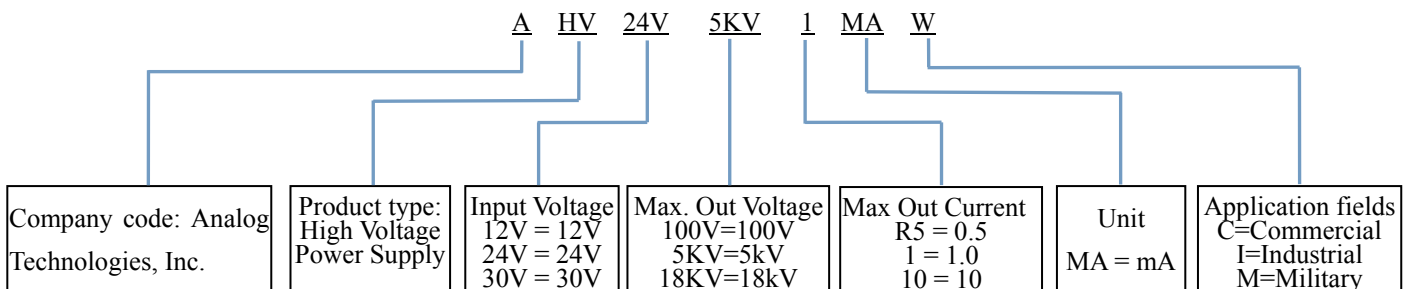 A HV 24V 5KV 1 MA W
Company code: Analog
Technologies, Inc.
Product type:
High Voltage
Power Supply
Input Voltage
12V = 12V
24V = 24V
30V = 30V
Max. Out Voltage
100V=100V
5KV=5kV
18KV=18kV
Max Out Current
R5 = 0.5
1 = 1.0
10 = 10
Unit
MA = mA
Application fields
C=Commercial
I=Industrial
M=Military